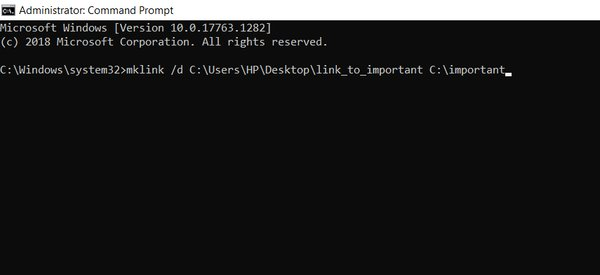 Administrator: Command Prompt
Microsoft Windows [Version 10.0.17763.1282]
(c) 2018 Microsoft Corporation. All rights reserved.
C:\Windows\system32>mklink /d C:\Users\HP\Desktop\link_to_important C:\important